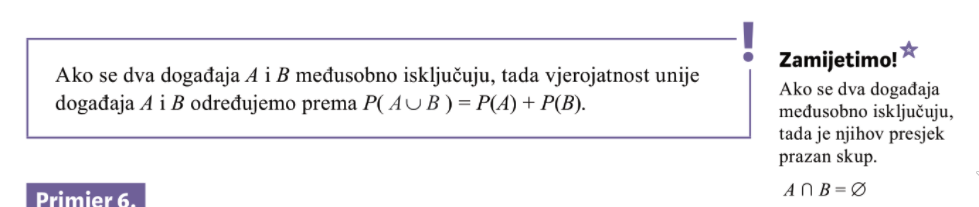 Ako se dva događaja A i B međusobno isključuju, tada vjerojatnost unije
događaja A i B određujemo prema P( A ∪ B ) = P(A) + P(B).
!
Zamijetimo!
Ako se dva događaja
međusobno isključuju,
tada je njihov presjek
prazan skup.
A ∩ B = ∅
Primjer 6.